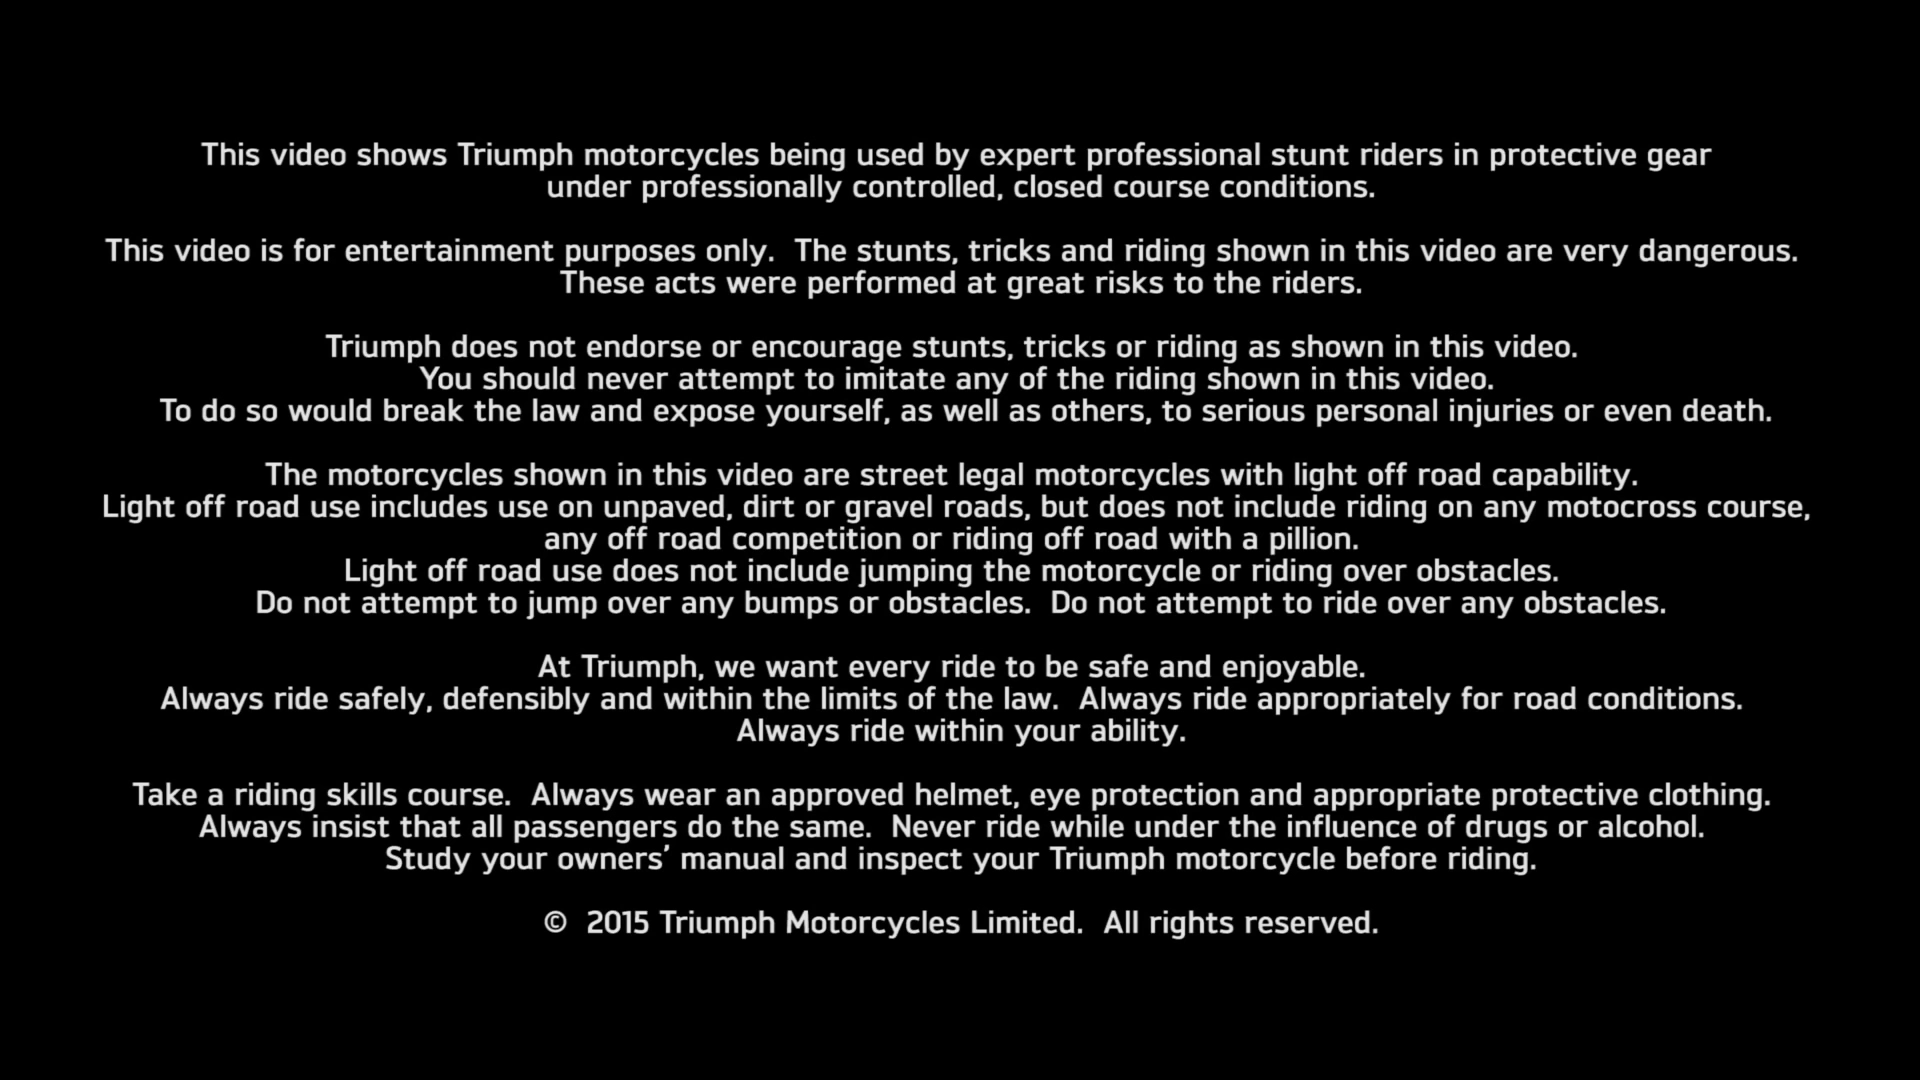 This video shows Triumph motorcycles being used by expert professional stunt riders in protective gear
under professionally controlled, closed course conditions.
This video is for entertainment purposes only.  The stunts, tricks and riding shown in this video are very dangerous.
These acts were performed at great risks to the riders.
Triumph does not endorse or encourage stunts, tricks or riding as shown in this video.
You should never attempt to imitate any of the riding shown in this video.
To do so would break the law and expose yourself, as well as others, to serious personal injuries or even death.
The motorcycles shown in this video are street legal motorcycles with light off road capability.
Light off road use includes use on unpaved, dirt or gravel roads, but does not include riding on any motocross course,
any off road competition or riding off road with a pillion.
Light off road use does not include jumping the motorcycle or riding over obstacles.
Do not attempt to jump over any bumps or obstacles.  Do not attempt to ride over any obstacles.
At Triumph, we want every ride to be safe and enjoyable.
Always ride safely, defensibly and within the limits of the law.  Always ride appropriately for road conditions.
Always ride within your ability.
Take a riding skills course.  Always wear an approved helmet, eye protection and appropriate protective clothing.
Always insist that all passengers do the same.  Never ride while under the influence of drugs or alcohol.
Study your owners’ manual and inspect your Triumph motorcycle before riding.
©  2015 Triumph Motorcycles Limited.  All rights reserved.